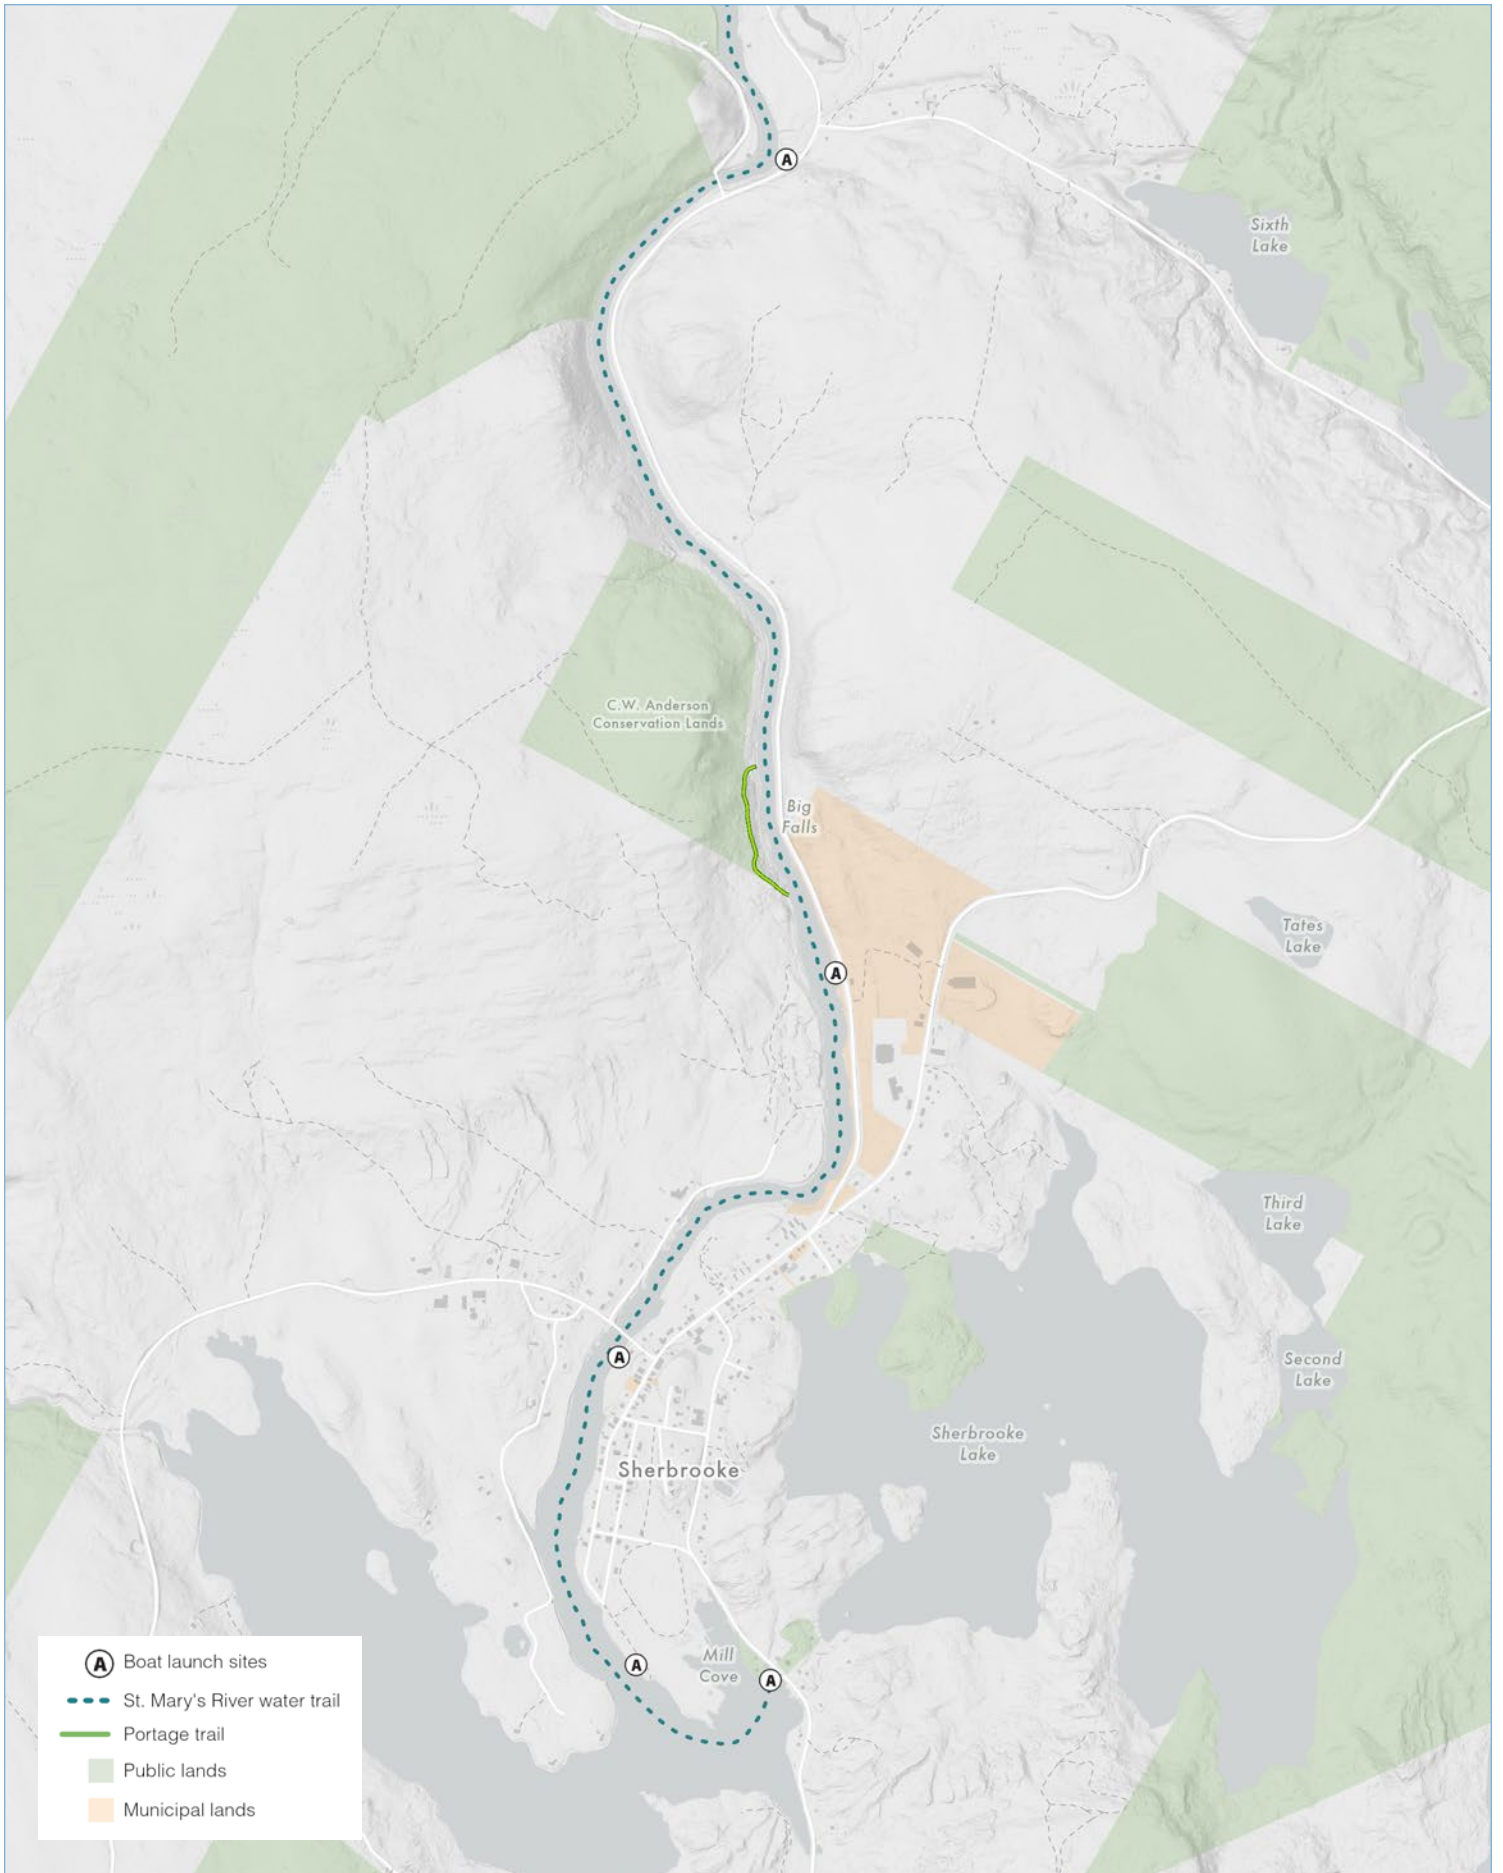 A
Sixth
Lake
C.W. Anderson
Conservation Lands
Big
Falls
Tates
Lake
A
Third
Lake
A
Second
Lake
Sherbrooke
Lake
Sherbrooke
A
Mill
Cove
A
A Boat launch sites
St. Mary's River water trail
Portage trail
Public lands
Municipal lands